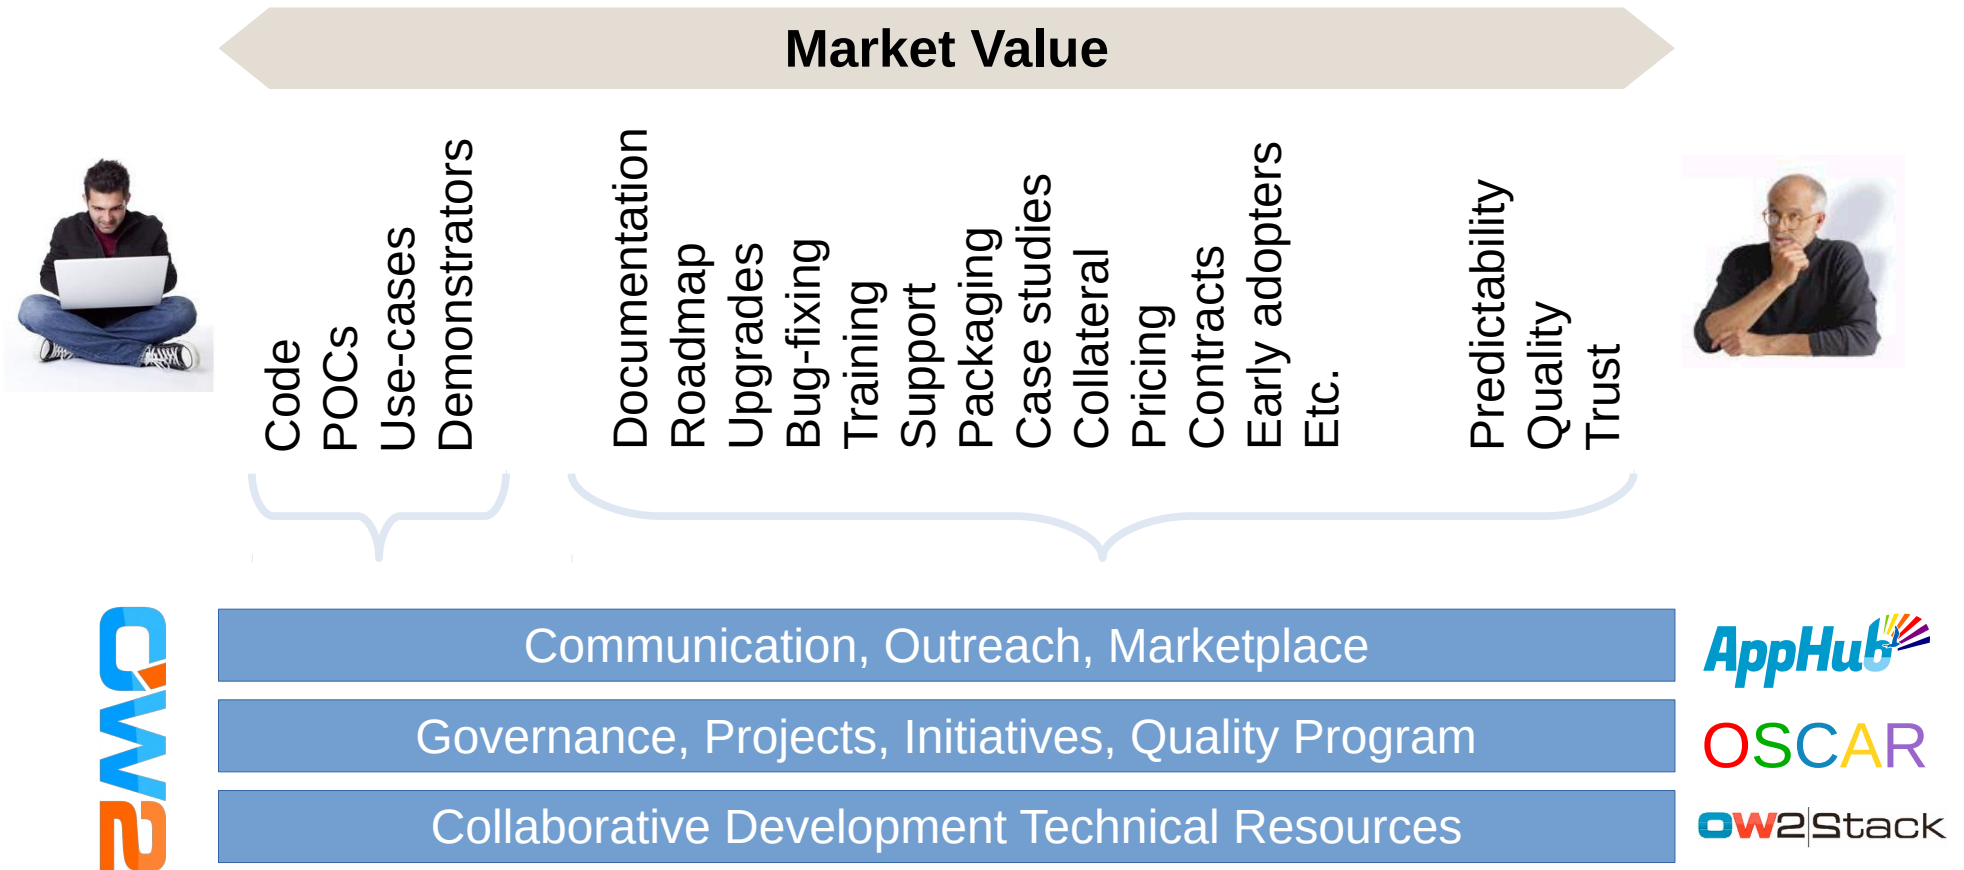 Market Value
Code
POCs
Use-cases
Demonstrators
Documentation
Roadmap
Upgrades
Bug-fixing
Training
Support
Packaging
Case studies
Collateral
Pricing
Contracts
Early adopters
Etc.
Predictability
Quality
Trust
OW2
Communication, Outreach, Marketplace
AppHub
Governance, Projects, Initiatives, Quality Program
OSCAR
Collaborative Development Technical Resources
OW2|Stack